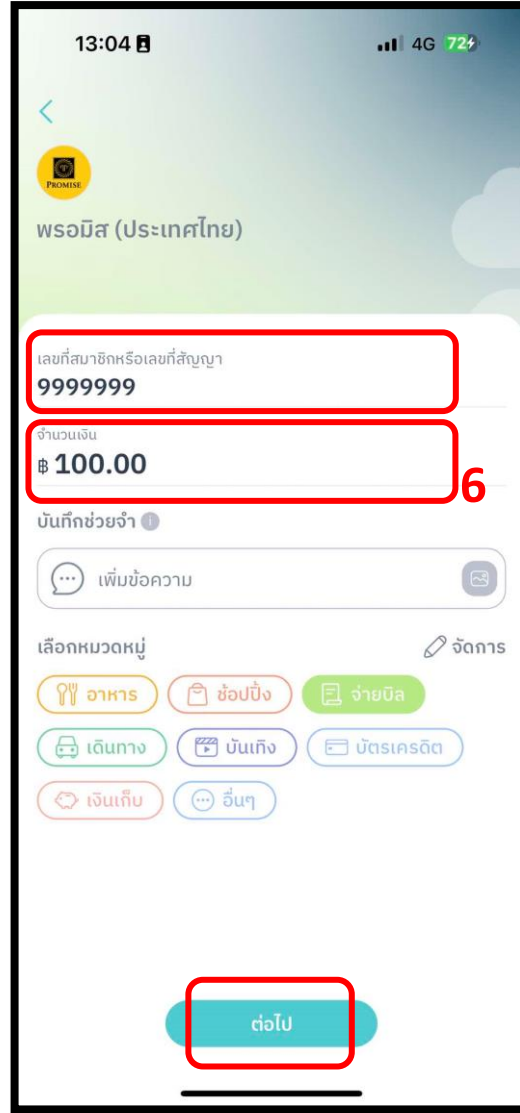 13:04 4G 72
PROMISE
พรอมิส (ประเทศไทย)
เลขที่สมาชิกหรือเลขที่สัญญา
9999999
จำนวนเงิน
฿ 100.00
6
บันทึกช่วยจำ
เพิ่มข้อความ
เลือกหมวดหมู่ จัดการ
อาหาร ช้อปปิ้ง จ่ายบิล
เดินทาง บันเทิง บัตรเครดิต
เงินเก็บ อื่นๆ
ต่อไป